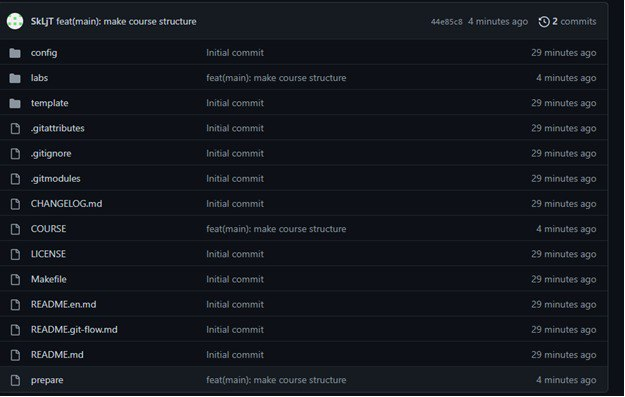 SkLjT feat(main): make course structure 44e85c8 4 minutes ago 2 commits
config Initial commit 29 minutes ago
labs feat(main): make course structure 4 minutes ago
template Initial commit 29 minutes ago
.gitattributes Initial commit 29 minutes ago
.gitignore Initial commit 29 minutes ago
.gitmodules Initial commit 29 minutes ago
CHANGELOG.md Initial commit 29 minutes ago
COURSE feat(main): make course structure 4 minutes ago
LICENSE Initial commit 29 minutes ago
Makefile Initial commit 29 minutes ago
README.en.md Initial commit 29 minutes ago
README.git-flow.md Initial commit 29 minutes ago
README.md Initial commit 29 minutes ago
prepare feat(main): make course structure 4 minutes ago